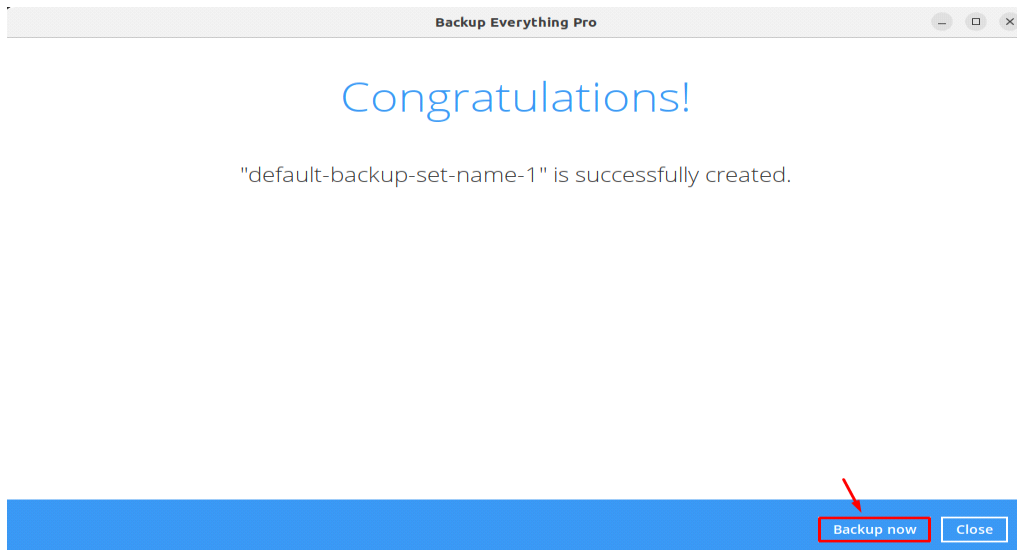 Backup Everything Pro
Congratulations!
"default-backup-set-name-1" is successfully created.
Backup now
Close